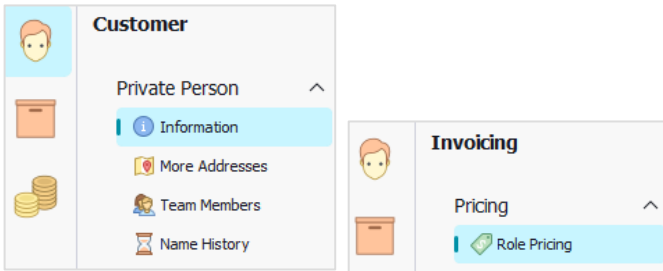 Customer
Private Person
Information
More Addresses
Team Members
Name History
Invoicing
Pricing
Role Pricing